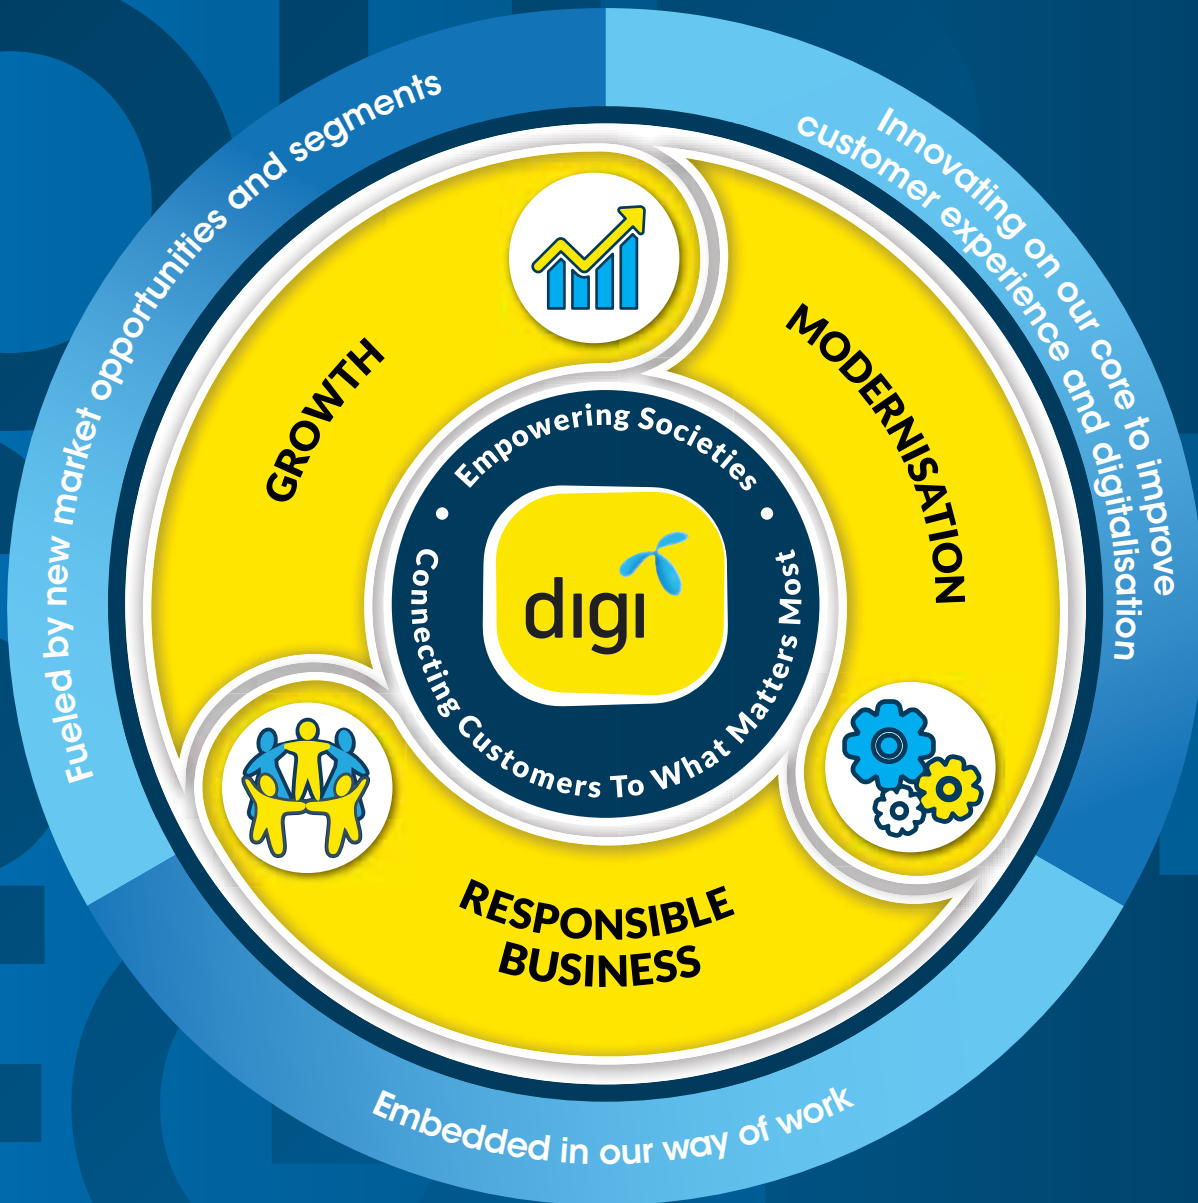 Fueled by new market opportunities and segments
Innovating on our core to improve
customer experience and digitalisation
GROWTH
MODERNISATION
Empowering Societies
digi
Connecting Customers To What Matters Most
RESPONSIBLE
BUSINESS
Embedded in our way of work